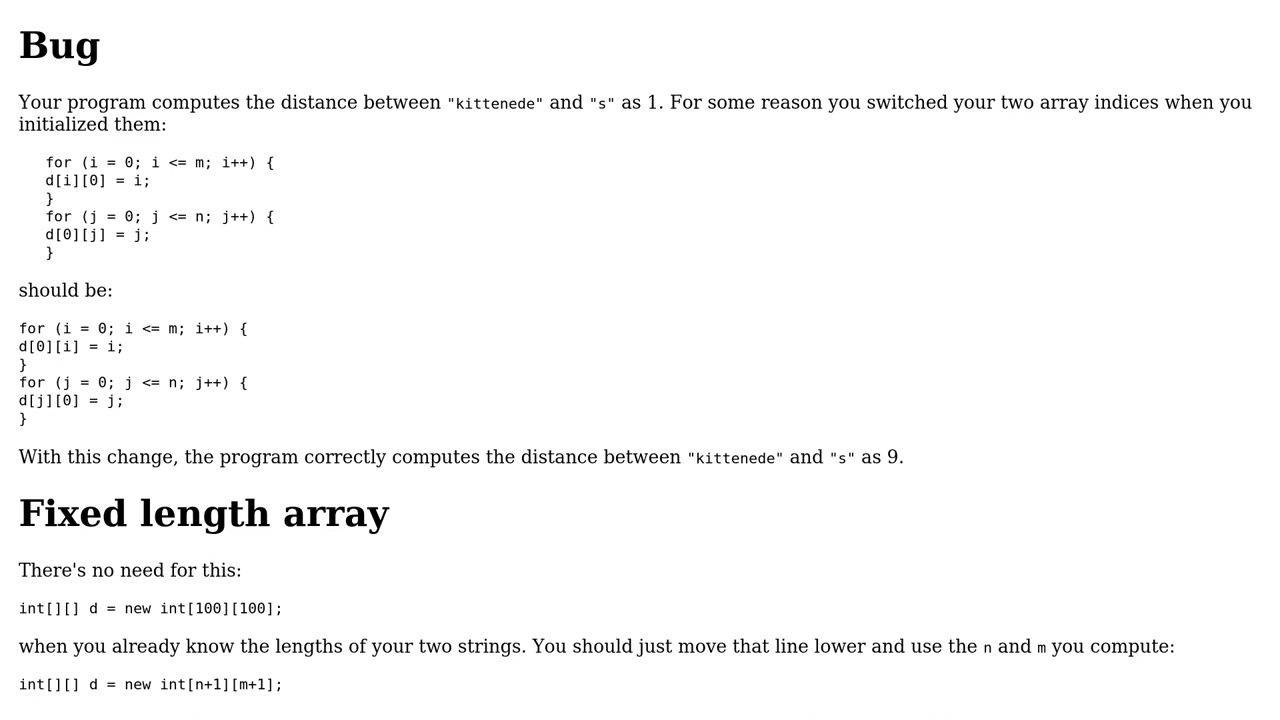 Bug
Your program computes the distance between "kittenede" and "s" as 1. For some reason you switched your two array indices when you
initialized them:
for (i = 0; i <= m; i++) {
d[i][0] = i;
}
for (j = 0; j <= n; j++) {
d[0][j] = j;
}
should be:
for (i = 0; i <= m; i++) {
d[0][i] = i;
}
for (j = 0; j <= n; j++) {
d[j][0] = j;
}
With this change, the program correctly computes the distance between "kittenede" and "s" as 9.
Fixed length array
There's no need for this:
int[][] d = new int[100][100];
when you already know the lengths of your two strings. You should just move that line lower and use the n and m you compute:
int[][] d = new int[n+1][m+1];